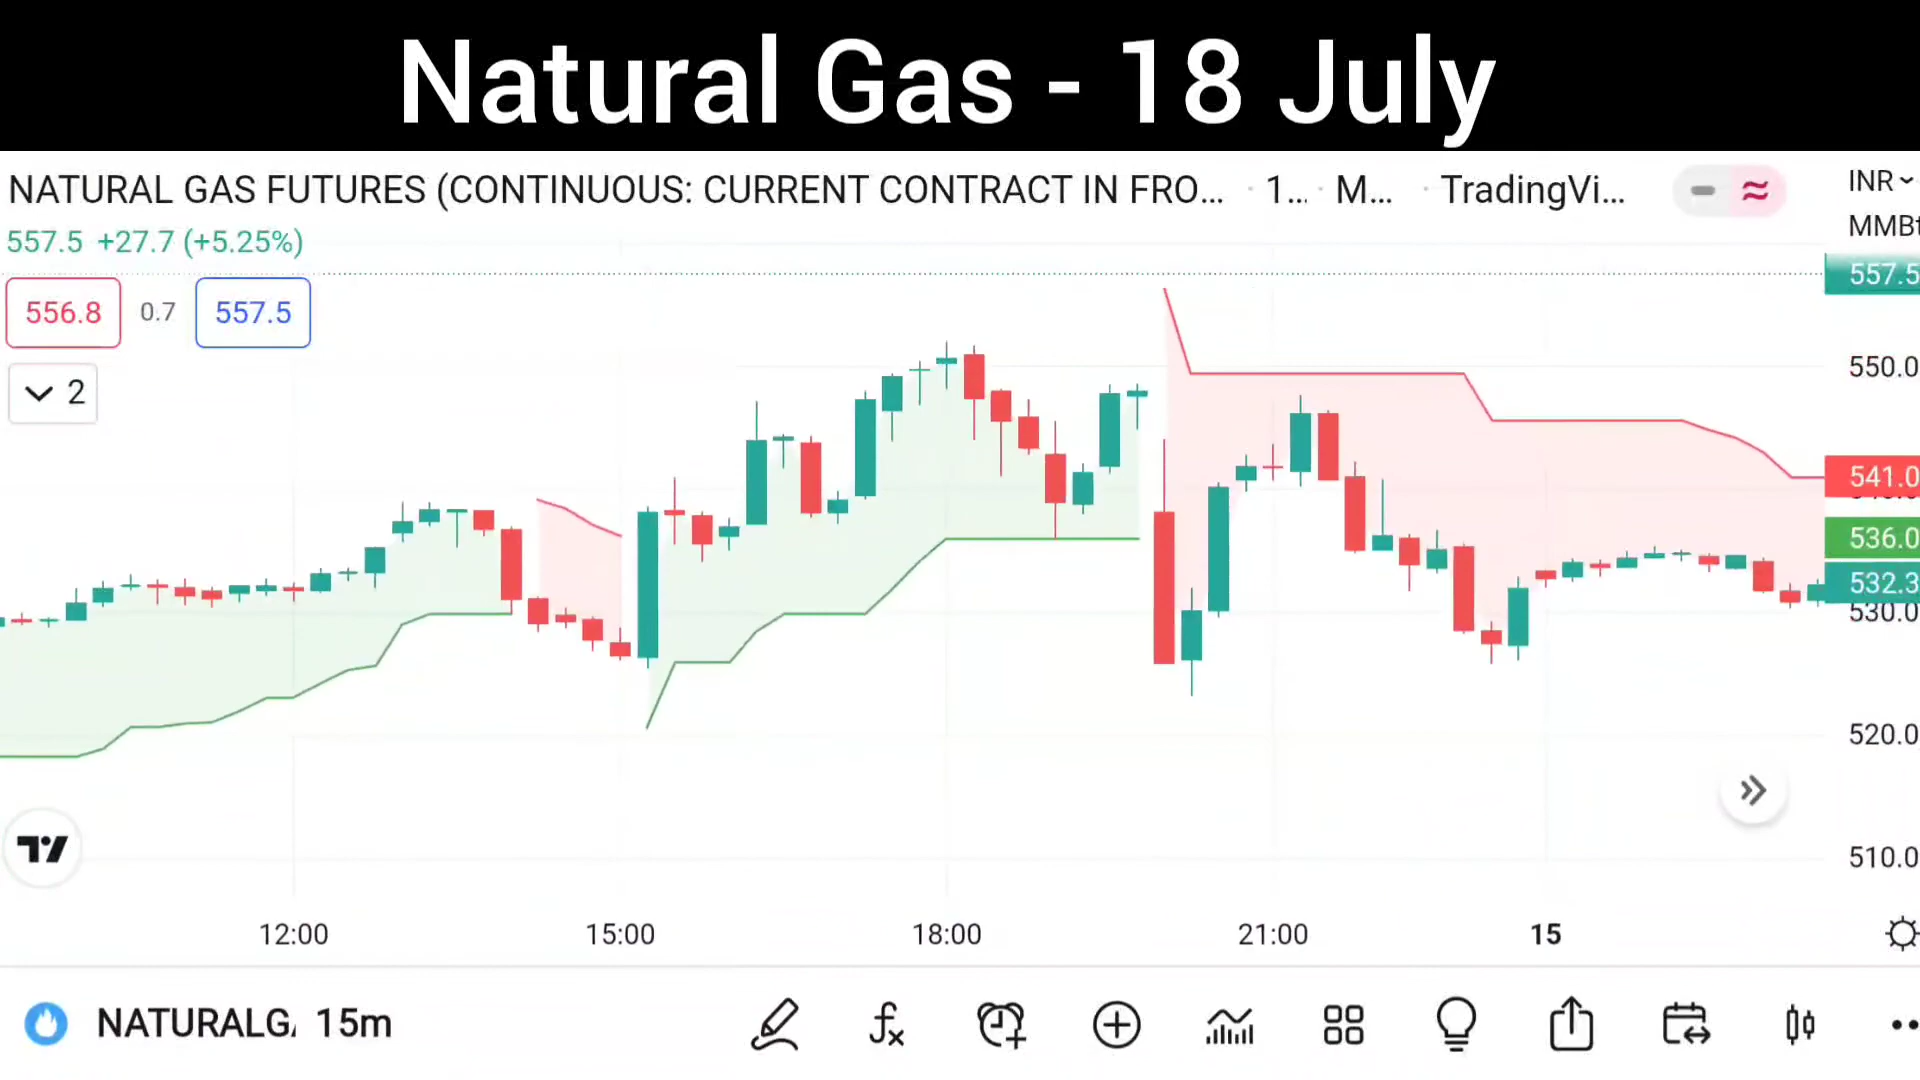 Natural Gas - 18 July
NATURAL GAS FUTURES (CONTINUOUS: CURRENT CONTRACT IN FRO... · 1... · M... · TradingVi...
INR
MMBt
557.5 +27.7 (+5.25%)
557.5
556.8 0.7 557.5
2
550.0
541.0
536.0
532.3
530.0
520.0
510.0
12:00 15:00 18:00 21:00 15
NATURALG 15m